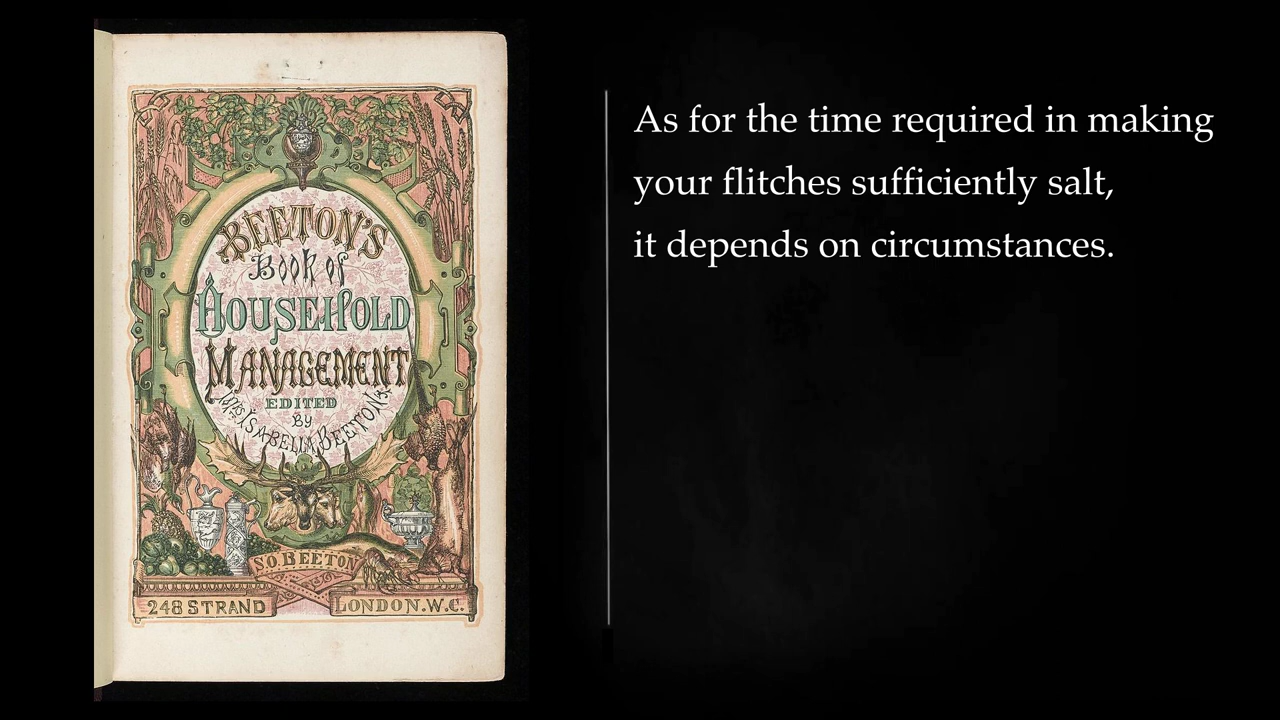 BEETON'S
Book of
HOUSEHOLD
MANAGEMENT
EDITED
By
Mrs ISABELLA BEETON
S.O. BEETON
248 STRAND
LONDON. W.C.
As for the time required in making
your flitches sufficiently salt,
it depends on circumstances.